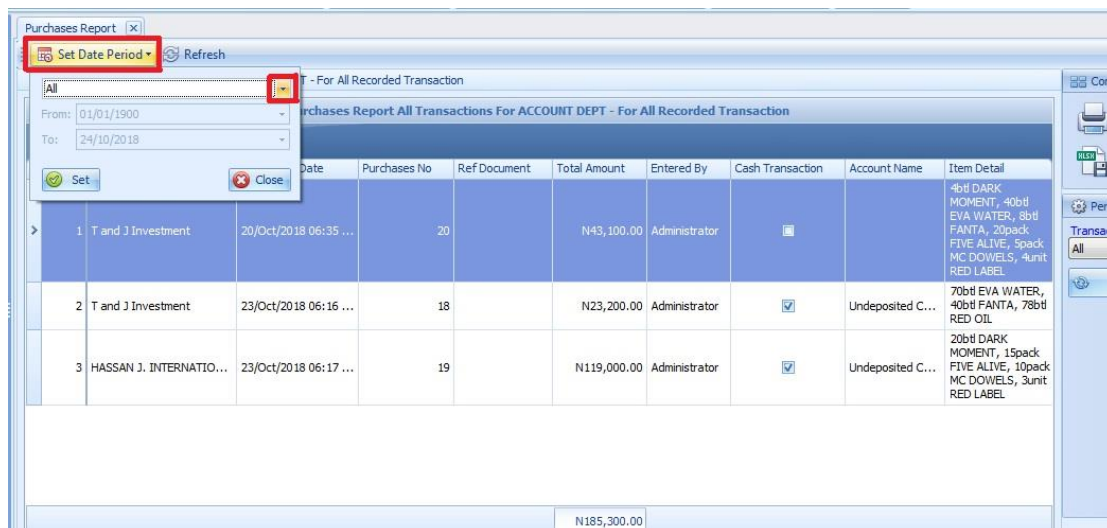 Purchases Report
Set Date Period Refresh
All
T - For All Recorded Transaction
Con
From: 01/01/1900
rchases Report All Transactions For ACCOUNT DEPT - For All Recorded Transaction
To: 24/10/2018
Set Close
Date Purchases No Ref Document Total Amount Entered By Cash Transaction Account Name Item Detail
XLSX
1 T and J Investment 20/Oct/2018 06:35 ... 20 N43,100.00 Administrator
4btl DARK
MOMENT, 40btl
EVA WATER, 8btl
FANTA, 20pack
FIVE ALIVE, 5pack
MC DOWELS, 4unit
RED LABEL
Per
Transa
All
2 T and J Investment 23/Oct/2018 06:16 ... 18 N23,200.00 Administrator Undeposited C...
70btl EVA WATER,
40btl FANTA, 78btl
RED OIL
3 HASSAN J. INTERNATIO... 23/Oct/2018 06:17 ... 19 N119,000.00 Administrator Undeposited C...
20btl DARK
MOMENT, 15pack
FIVE ALIVE, 10pack
MC DOWELS, 3unit
RED LABEL
N185,300.00